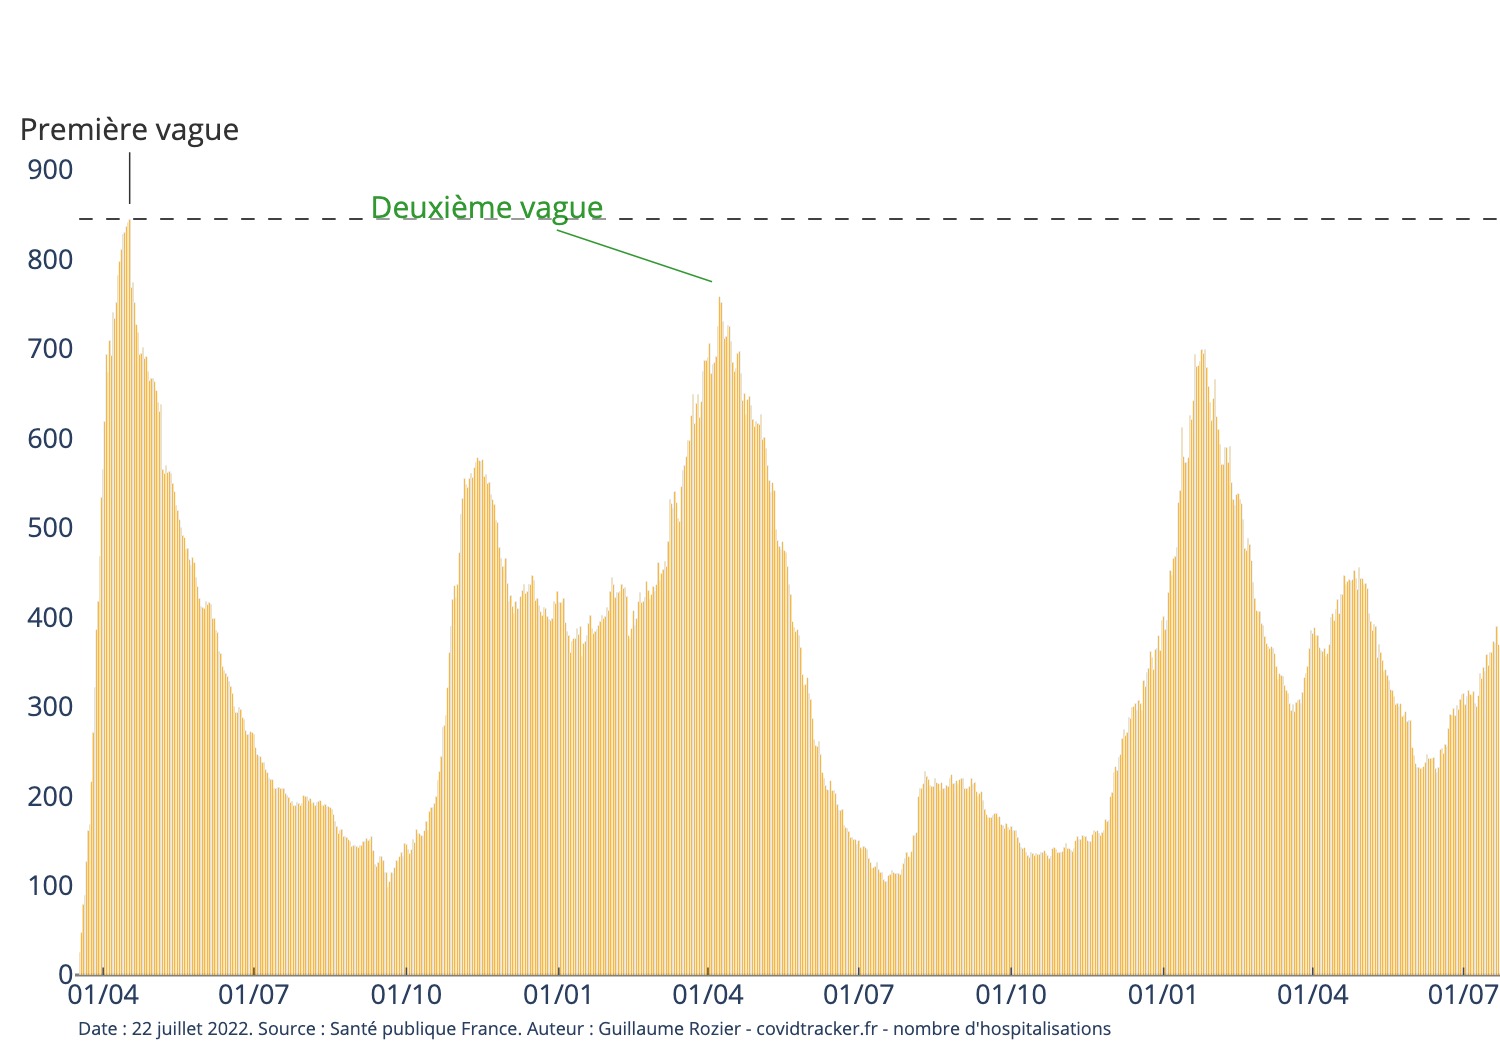 Première vague
900
Deuxième vague
800
700
600
500
400
300
200
100
0
01/04 01/07 01/10 01/01 01/04 01/07 01/10 01/01 01/04 01/07
Date : 22 juillet 2022. Source : Santé publique France. Auteur : Guillaume Rozier - covidtracker.fr - nombre d'hospitalisations